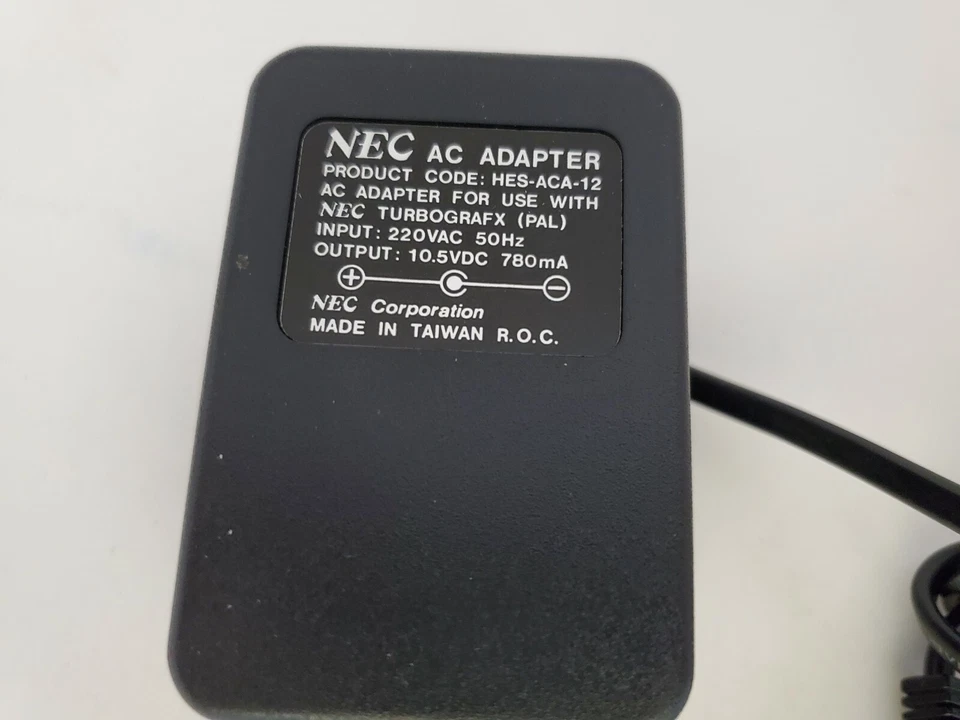 NEC AC ADAPTER
PRODUCT CODE: HES-ACA-12
AC ADAPTER FOR USE WITH
NEC TURBOGRAFX (PAL)
INPUT: 220VAC 50Hz
OUTPUT: 10.5VDC 780mA
+ −
NEC Corporation
MADE IN TAIWAN R.O.C.